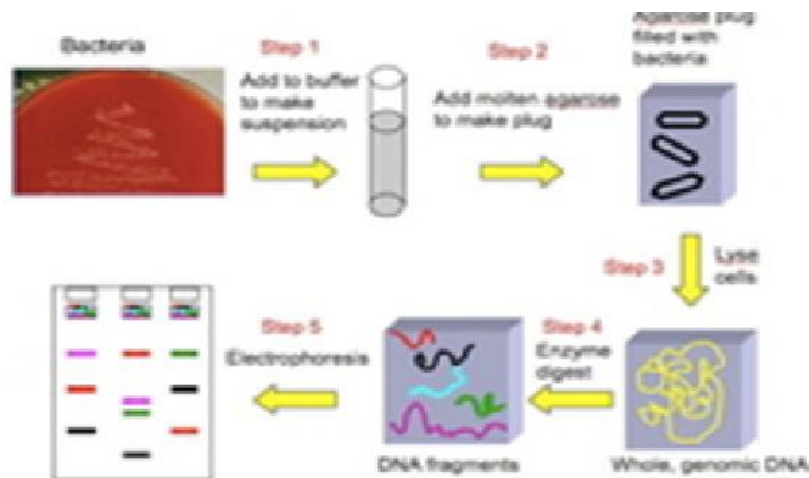 Bacteria
Step 1
Add to buffer
to make
suspension
Step 2
Add molten agarose
to make plug
Agarose plug
filled with
bacteria
Step 3
Lyse
cells
Whole, genomic DNA
Step 4
Enzyme
digest
DNA fragments
Step 5
Electrophoresis